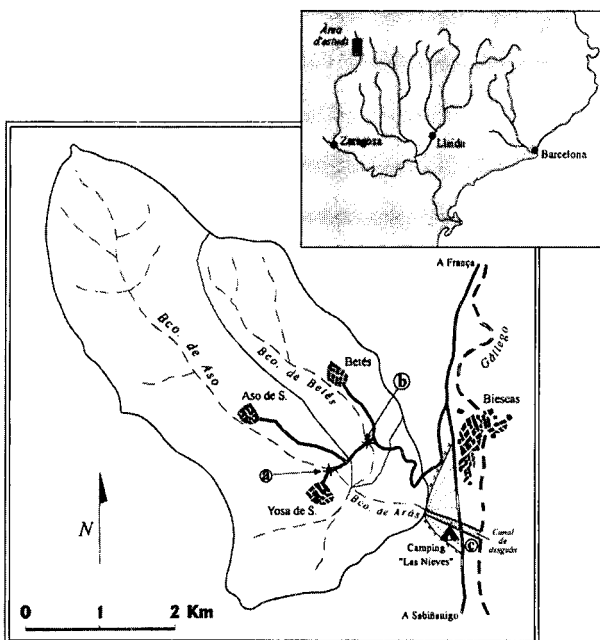 Àrea
d'estudi
Zaragoza
Lleida
Barcelona
A França
Gállego
Bco. de Aso
Bco. de Betés
Betés
b
Biescas
Aso de S.
a
Yosa de S.
Bco. de Arás
N
Canal
de
desguàs
Camping
"Las Nieves"
c
0 1 2 Km
A Sabiñanigo